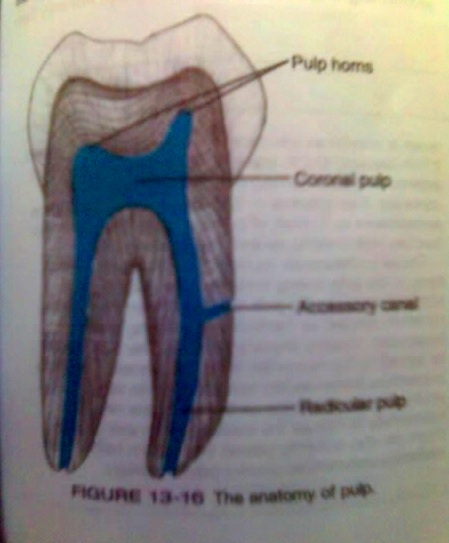 Pulp horns
Coronal pulp
Accessory canal
Radicular pulp
FIGURE 13-16 The anatomy of pulp.